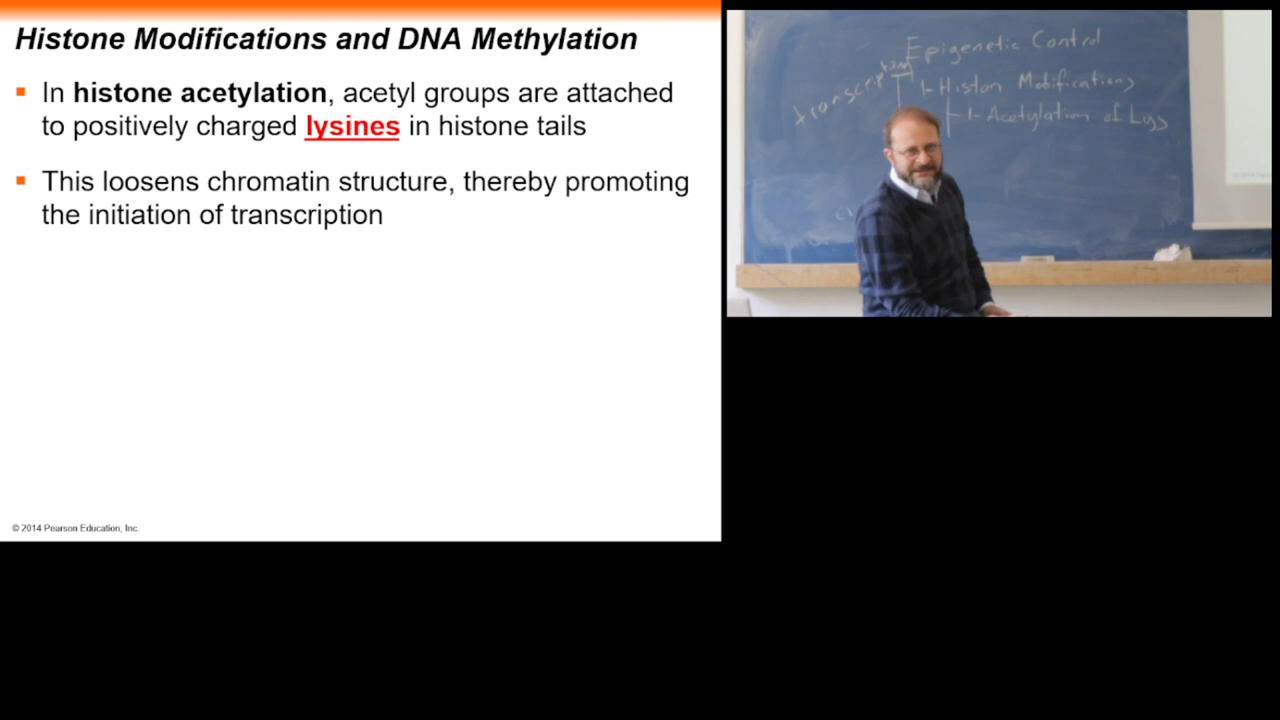 Histone Modifications and DNA Methylation
In histone acetylation, acetyl groups are attached
to positively charged lysines in histone tails
This loosens chromatin structure, thereby promoting
the initiation of transcription
© 2014 Pearson Education, Inc.
Epigenetic Control
1- Histon Modifications
1- Acetylation of Lyss